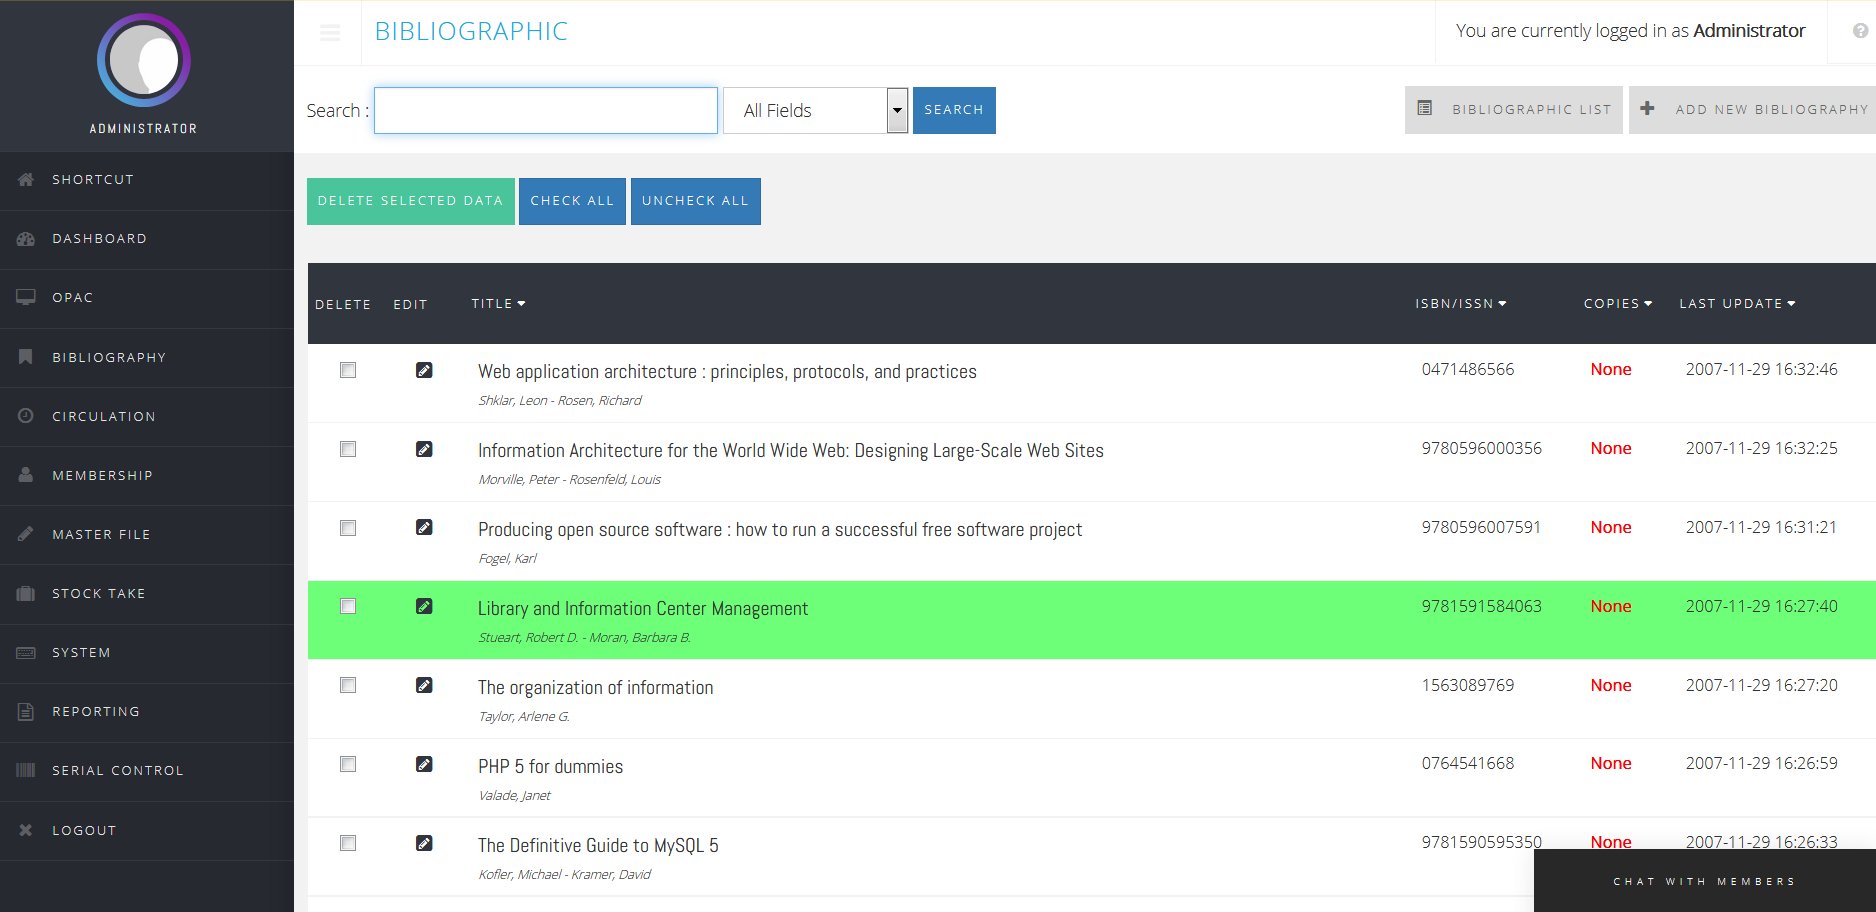 ADMINISTRATOR
SHORTCUT
DASHBOARD
OPAC
BIBLIOGRAPHY
CIRCULATION
MEMBERSHIP
MASTER FILE
STOCK TAKE
SYSTEM
REPORTING
SERIAL CONTROL
LOGOUT
BIBLIOGRAPHIC
You are currently logged in as Administrator
Search : All Fields SEARCH
BIBLIOGRAPHIC LIST ADD NEW BIBLIOGRAPHY
DELETE SELECTED DATA CHECK ALL UNCHECK ALL
DELETE EDIT TITLE ISBN/ISSN COPIES LAST UPDATE
Web application architecture : principles, protocols, and practices 0471486566 None 2007-11-29 16:32:46
Shklar, Leon - Rosen, Richard
Information Architecture for the World Wide Web: Designing Large-Scale Web Sites 9780596000356 None 2007-11-29 16:32:25
Morville, Peter - Rosenfeld, Louis
Producing open source software : how to run a successful free software project 9780596007591 None 2007-11-29 16:31:21
Fogel, Karl
Library and Information Center Management 9781591584063 None 2007-11-29 16:27:40
Stueart, Robert D. - Moran, Barbara B.
The organization of information 1563089769 None 2007-11-29 16:27:20
Taylor, Arlene G.
PHP 5 for dummies 0764541668 None 2007-11-29 16:26:59
Valade, Janet
The Definitive Guide to MySQL 5 9781590595350 None 2007-11-29 16:26:33
Kofler, Michael - Kramer, David
CHAT WITH MEMBERS